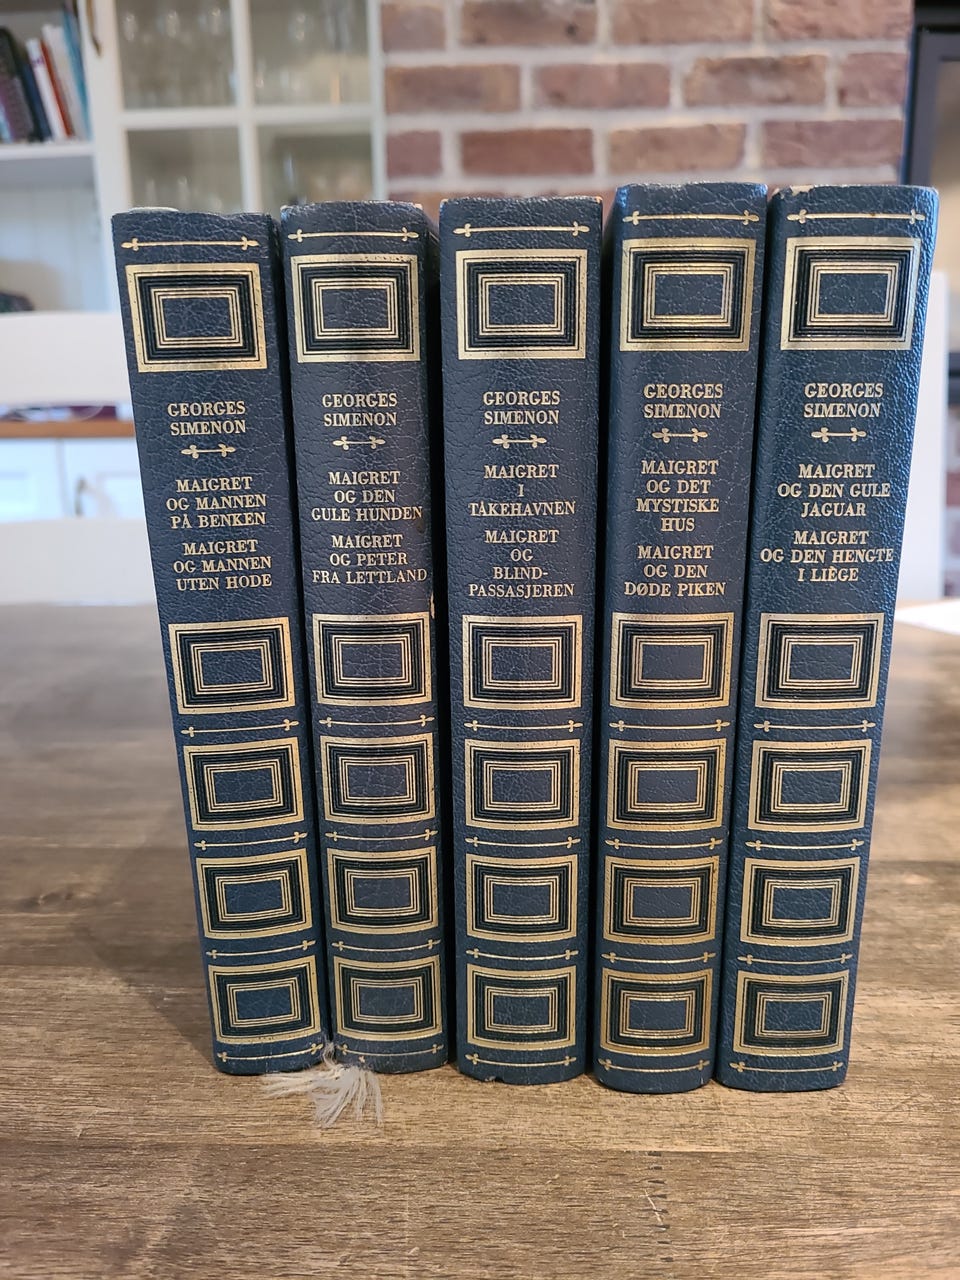 GEORGES
SIMENON
MAIGRET
OG MANNEN
PÅ BENKEN
MAIGRET
OG MANNEN
UTEN HODE
GEORGES
SIMENON
MAIGRET
OG DEN
GULE HUNDEN
MAIGRET
OG PETER
FRA LETTLAND
GEORGES
SIMENON
MAIGRET
I
TÅKEHAVNEN
MAIGRET
OG
BLIND-
PASSASJEREN
GEORGES
SIMENON
MAIGRET
OG DET
MYSTISKE
HUS
MAIGRET
OG DEN
DØDE PIKEN
GEORGES
SIMENON
MAIGRET
OG DEN GULE
JAGUAR
MAIGRET
OG DEN HENGTE
I LIÈGE